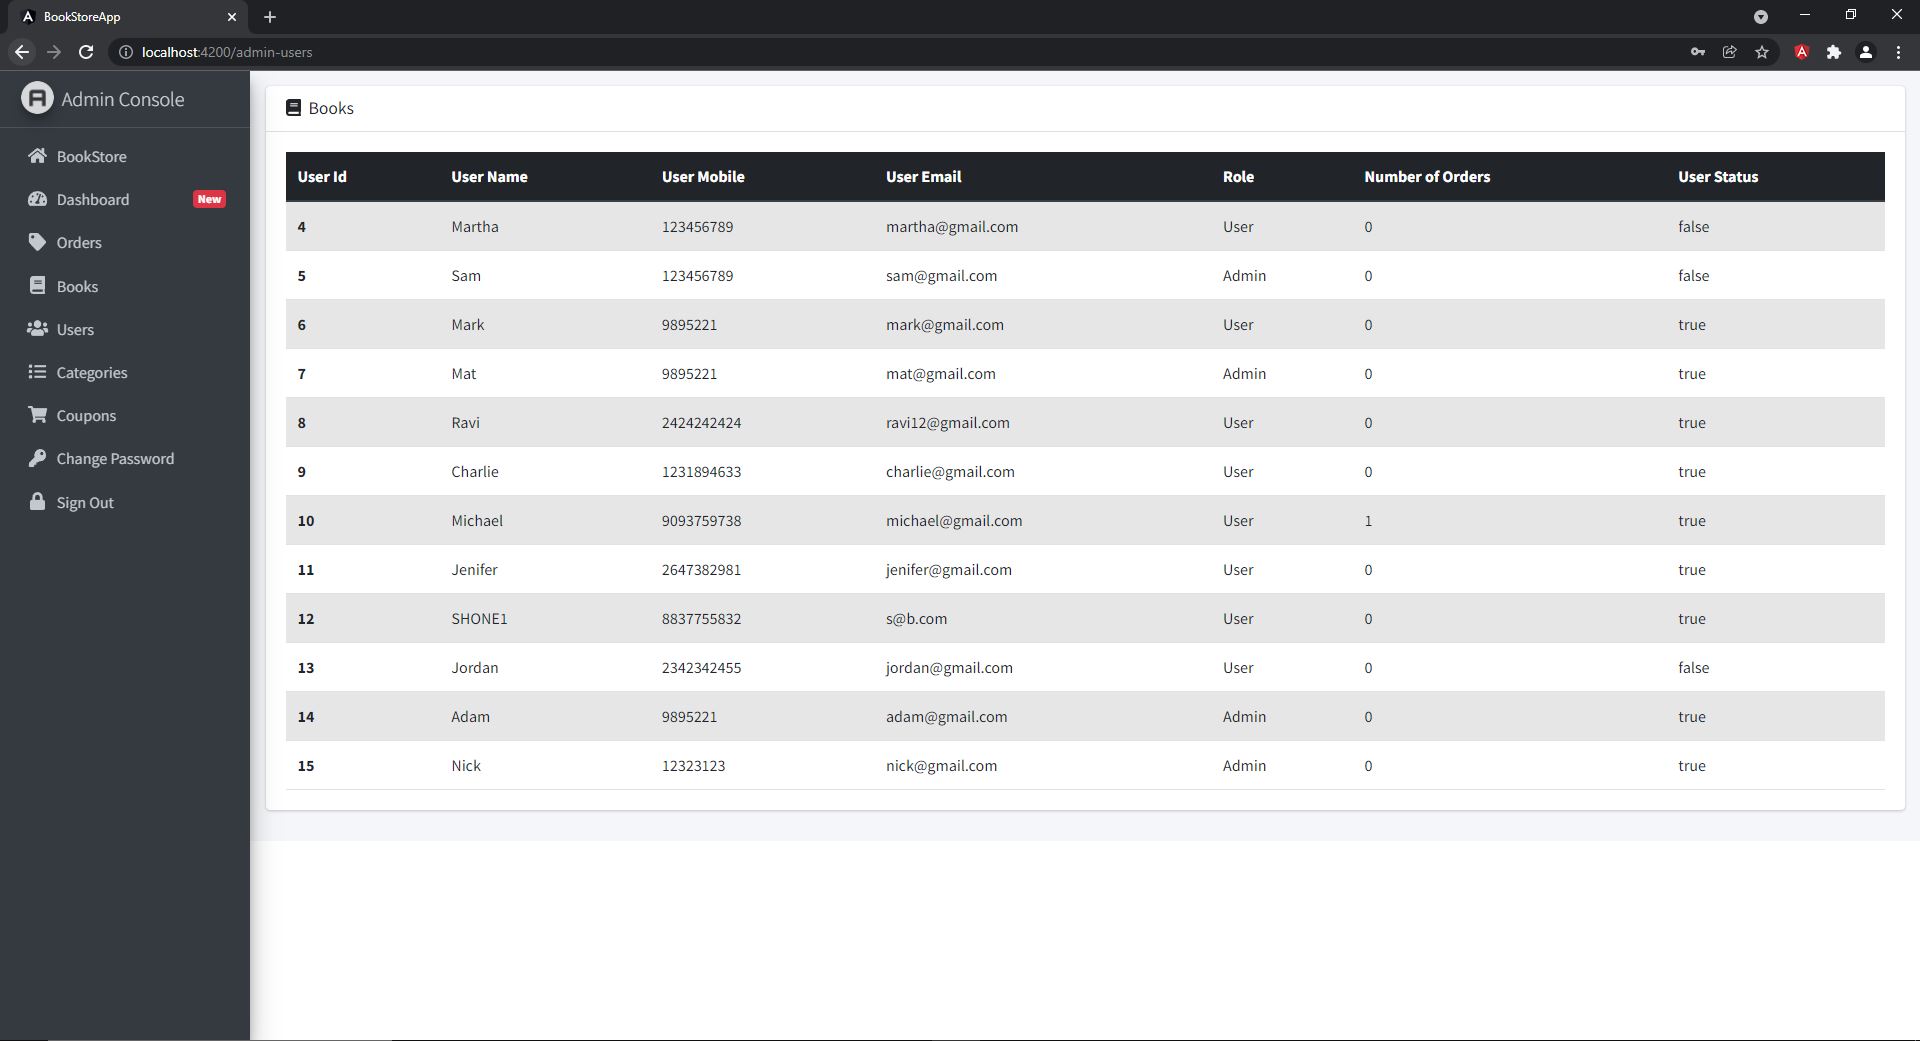 BookStoreApp
localhost:4200/admin-users
Admin Console
BookStore
Dashboard New
Orders
Books
Users
Categories
Coupons
Change Password
Sign Out
Books
User Id User Name User Mobile User Email Role Number of Orders User Status
4 Martha 123456789 martha@gmail.com User 0 false
5 Sam 123456789 sam@gmail.com Admin 0 false
6 Mark 9895221 mark@gmail.com User 0 true
7 Mat 9895221 mat@gmail.com Admin 0 true
8 Ravi 2424242424 ravi12@gmail.com User 0 true
9 Charlie 1231894633 charlie@gmail.com User 0 true
10 Michael 9093759738 michael@gmail.com User 1 true
11 Jenifer 2647382981 jenifer@gmail.com User 0 true
12 SHONE1 8837755832 s@b.com User 0 true
13 Jordan 2342342455 jordan@gmail.com User 0 false
14 Adam 9895221 adam@gmail.com Admin 0 true
15 Nick 12323123 nick@gmail.com Admin 0 true